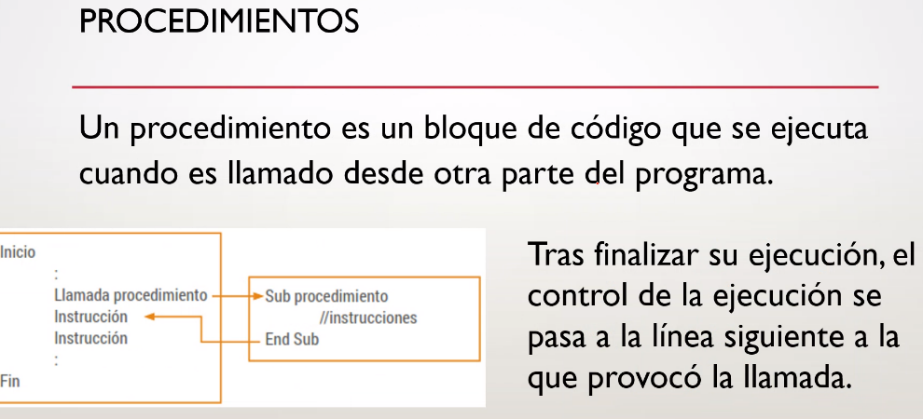 PROCEDIMIENTOS
Un procedimiento es un bloque de código que se ejecuta
cuando es llamado desde otra parte del programa.
Inicio
:
Llamada procedimiento
Instrucción
Instrucción
:
Fin
Sub procedimiento
//instrucciones
End Sub
Tras finalizar su ejecución, el
control de la ejecución se
pasa a la línea siguiente a la
que provocó la llamada.